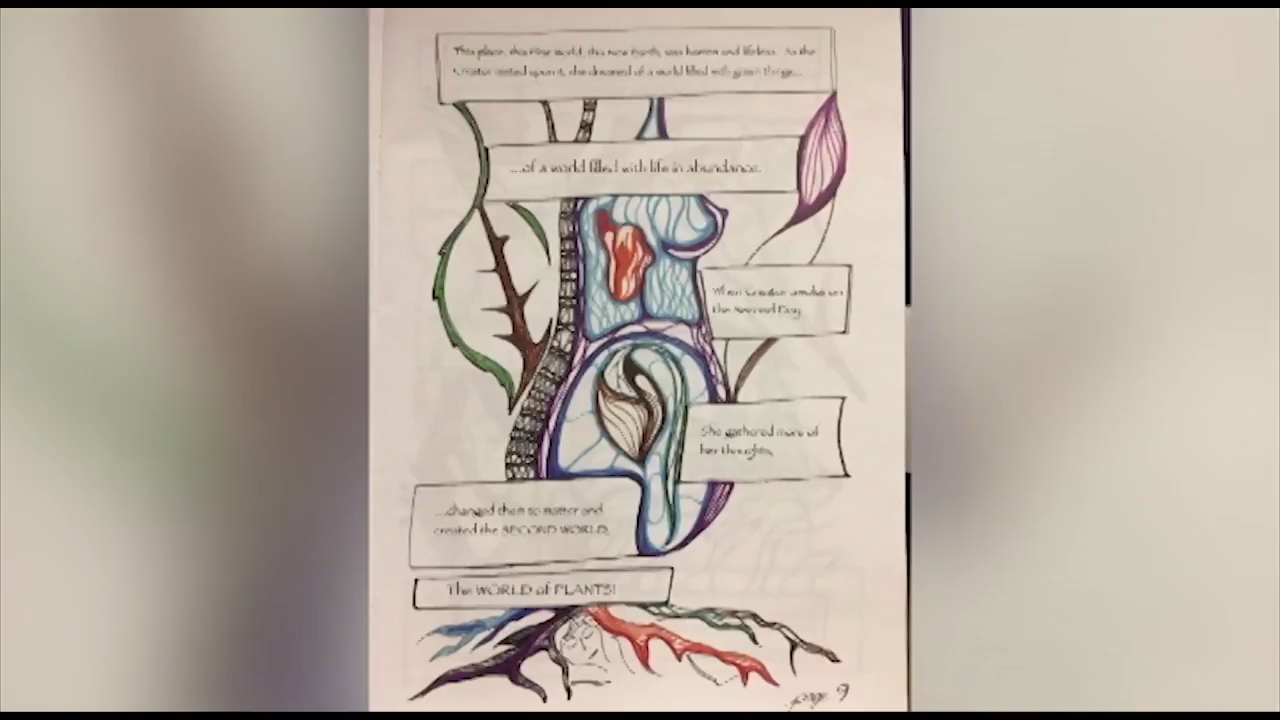 This place, this First world, this new Earth, was barren and lifeless. As the
Creator rested upon it, she dreamed of a world filled with green things...
...of a world filled with life in abundance.
When Creator awoke on
the Second Day
She gathered more of
her thoughts,
...changed them to matter and
created the SECOND WORLD,
The WORLD of PLANTS!
page 9